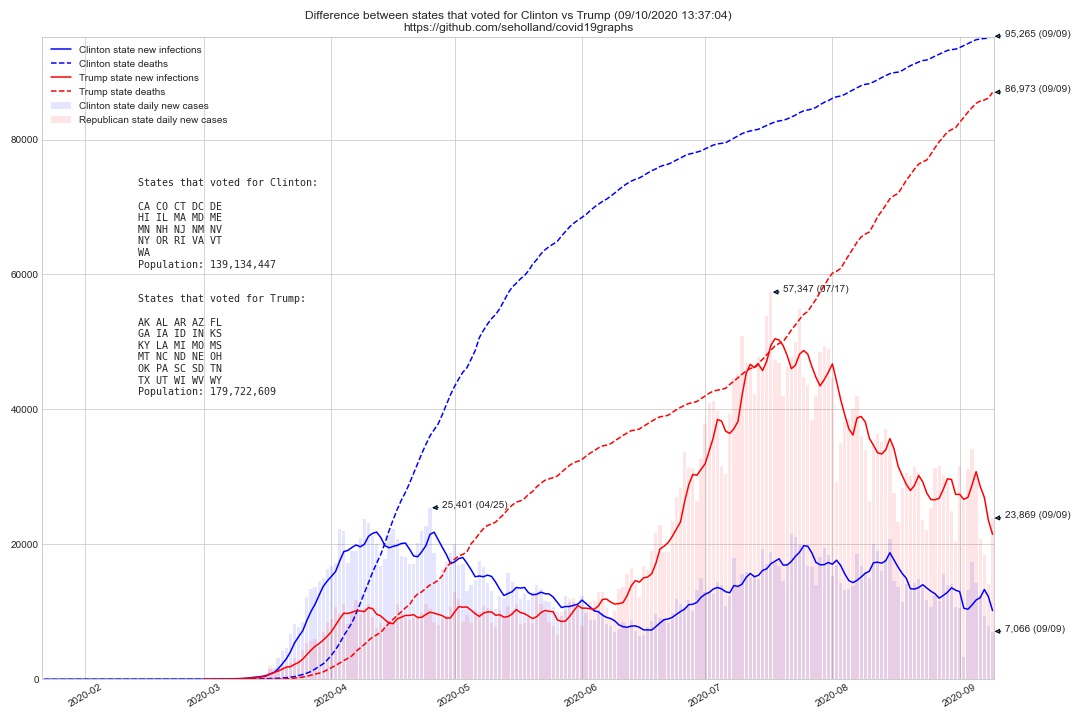 Difference between states that voted for Clinton vs Trump (09/10/2020 13:37:04)
https://github.com/seholland/covid19graphs
Clinton state new infections
Clinton state deaths
Trump state new infections
Trump state deaths
Clinton state daily new cases
Republican state daily new cases
States that voted for Clinton:
CA CO CT DC DE
HI IL MA MD ME
MN NH NJ NM NV
NY OR RI VA VT
WA
Population: 139,134,447
States that voted for Trump:
AK AL AR AZ FL
GA IA ID IN KS
KY LA MI MO MS
MT NC ND NE OH
OK PA SC SD TN
TX UT WI WV WY
Population: 179,722,609
95,265 (09/09)
86,973 (09/09)
57,347 (07/17)
25,401 (04/25)
23,869 (09/09)
7,066 (09/09)
80000
60000
40000
20000
0
2020-02
2020-03
2020-04
2020-05
2020-06
2020-07
2020-08
2020-09